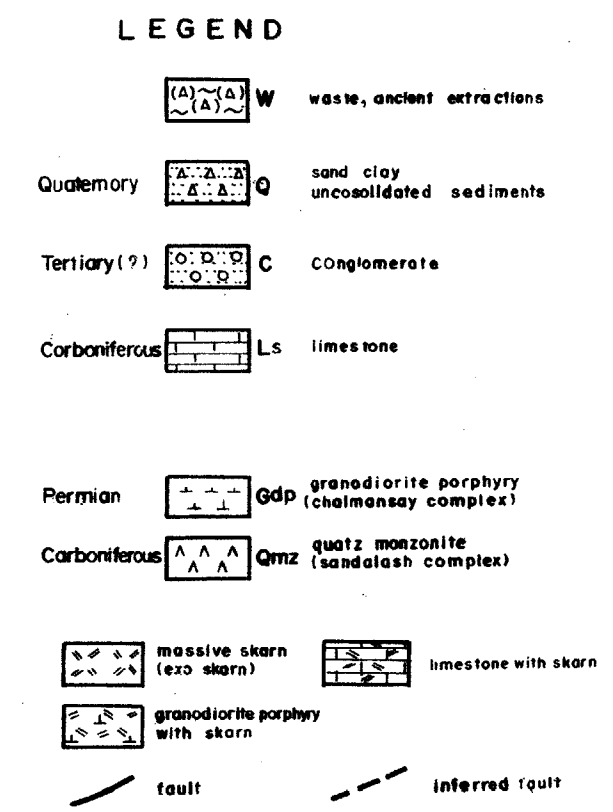 LEGEND
W waste, ancient extractions
Quaternory Q sand clay
uncosolidated sediments
Tertiary(?) C Conglomerate
Corboniferous Ls limestone
Permian Gdp granodiorite porphyry
(chalmansay complex)
Carboniferous Qmz quatz monzonite
(sandalash complex)
massive skarn
(exo skarn)
limestone with skarn
granodiorite porphyry
with skarn
fault
inferred fault